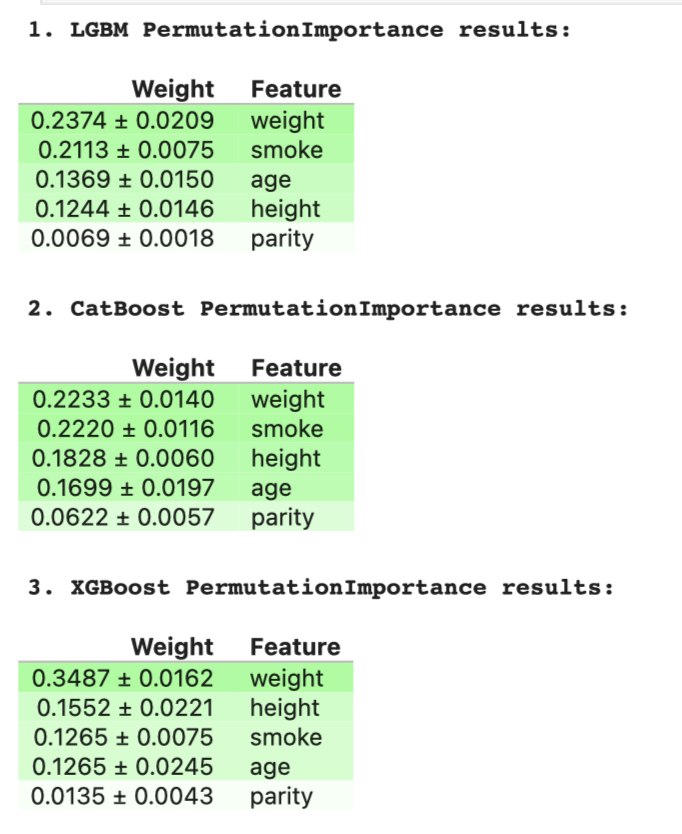 1. LGBM PermutationImportance results:
Weight Feature
0.2374 ± 0.0209 weight
0.2113 ± 0.0075 smoke
0.1369 ± 0.0150 age
0.1244 ± 0.0146 height
0.0069 ± 0.0018 parity
2. CatBoost PermutationImportance results:
Weight Feature
0.2233 ± 0.0140 weight
0.2220 ± 0.0116 smoke
0.1828 ± 0.0060 height
0.1699 ± 0.0197 age
0.0622 ± 0.0057 parity
3. XGBoost PermutationImportance results:
Weight Feature
0.3487 ± 0.0162 weight
0.1552 ± 0.0221 height
0.1265 ± 0.0075 smoke
0.1265 ± 0.0245 age
0.0135 ± 0.0043 parity